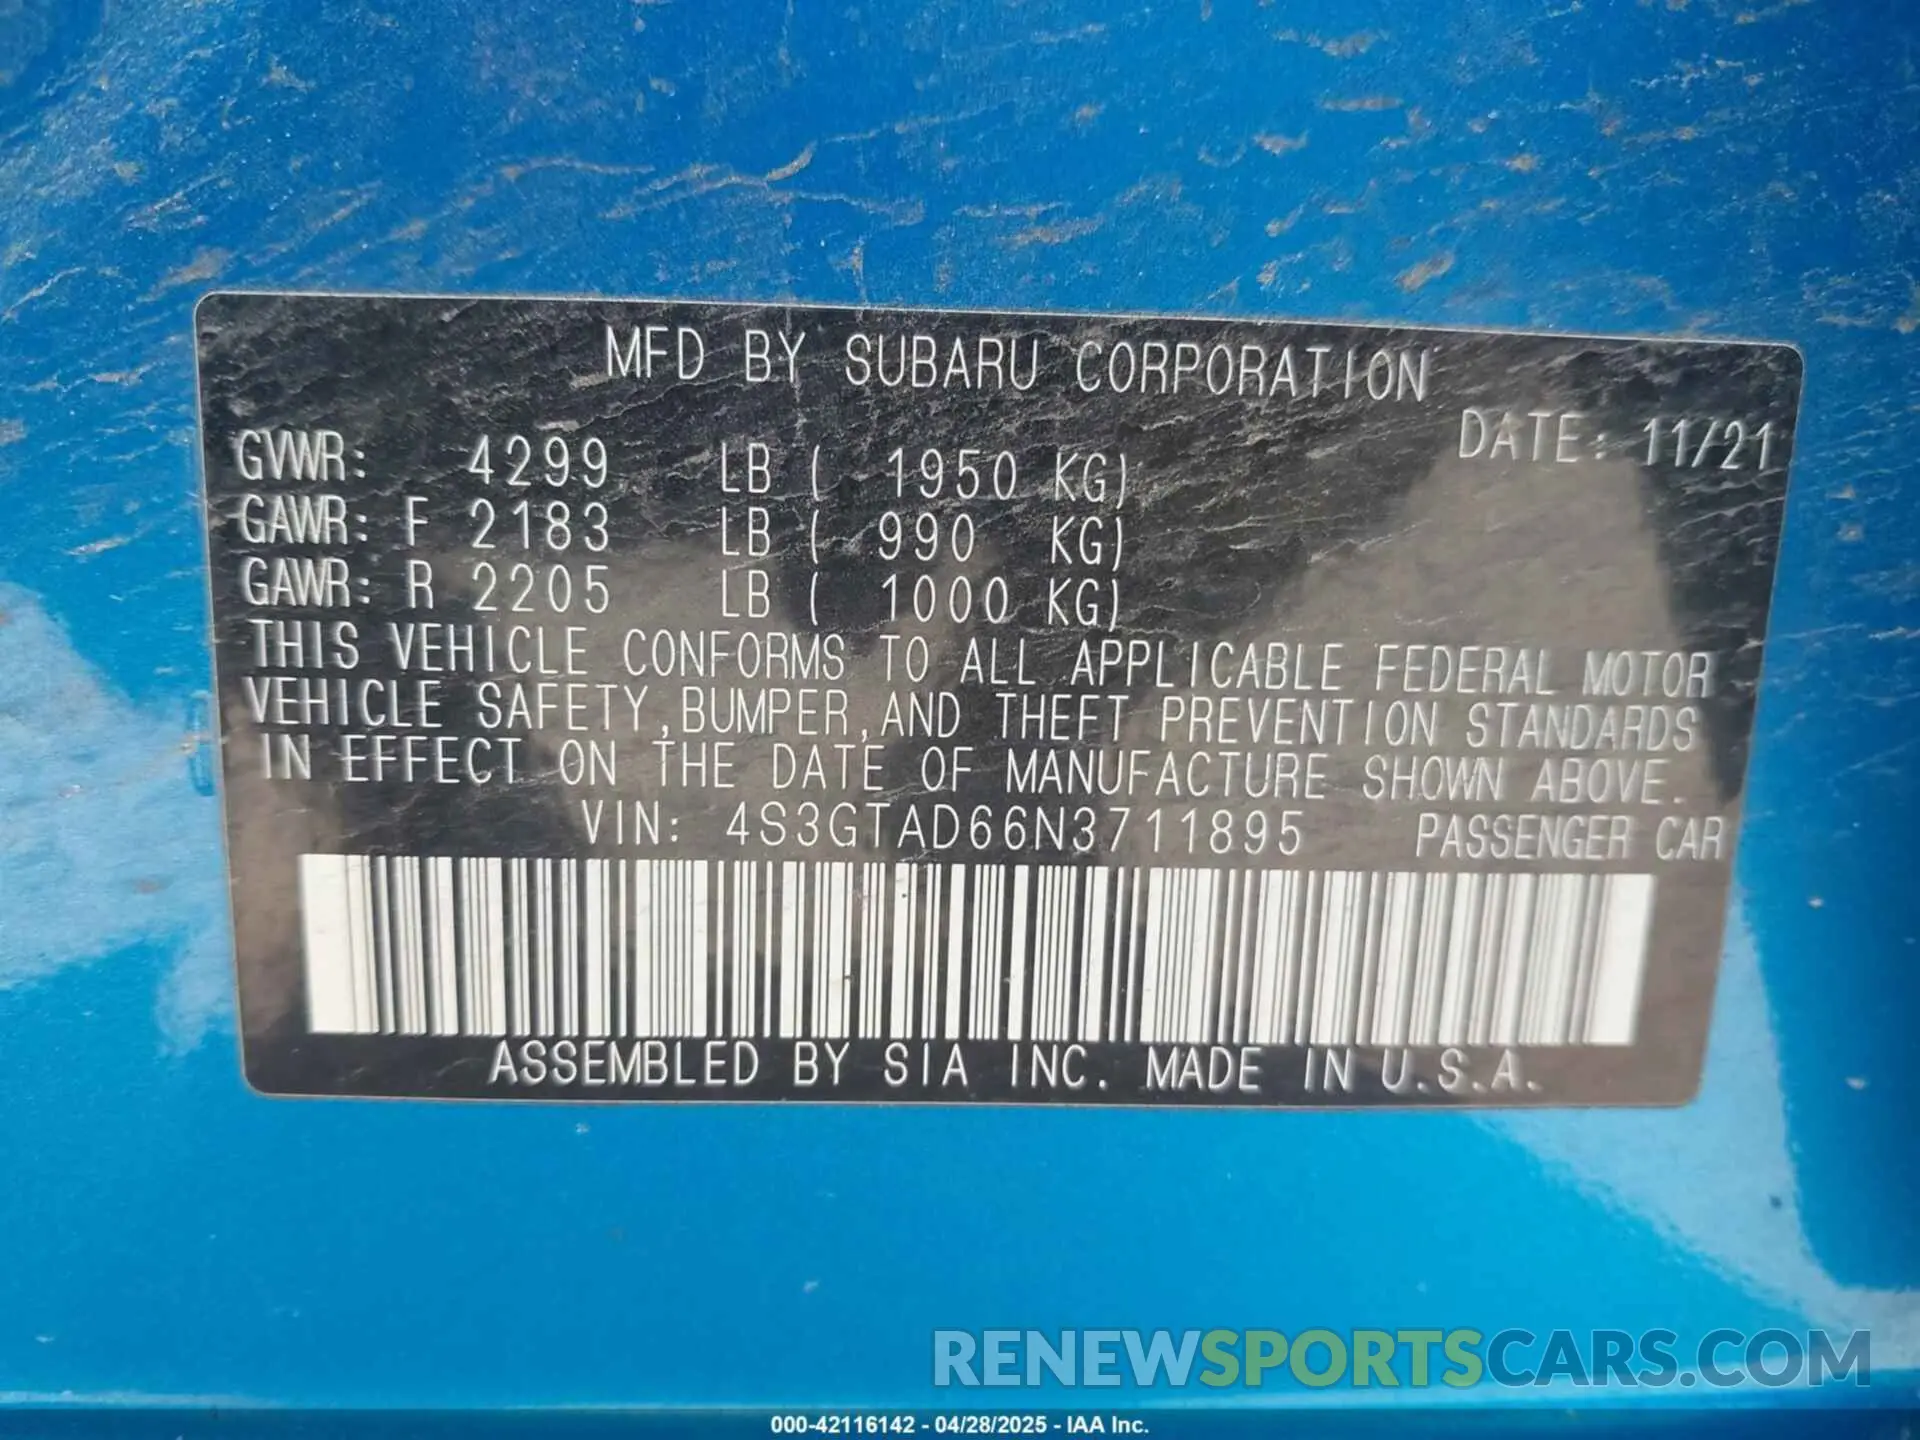 MFD BY SUBARU CORPORATION
DATE: 11/21
GVWR: 4299 LB ( 1950 KG)
GAWR: F 2183 LB ( 990 KG)
GAWR: R 2205 LB ( 1000 KG)
THIS VEHICLE CONFORMS TO ALL APPLICABLE FEDERAL MOTOR
VEHICLE SAFETY,BUMPER,AND THEFT PREVENTION STANDARDS
IN EFFECT ON THE DATE OF MANUFACTURE SHOWN ABOVE.
VIN: 4S3GTAD66N3711895 PASSENGER CAR
ASSEMBLED BY SIA INC. MADE IN U.S.A.
RENEWSPORTSCARS.COM
000-42116142 - 04/28/2025 - IAA Inc.